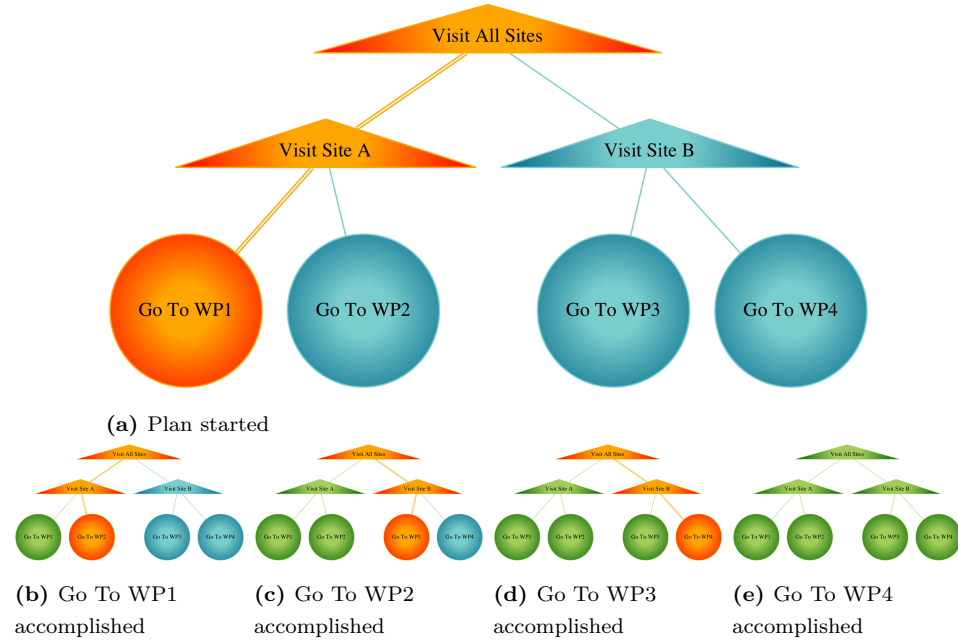 Visit All Sites
Visit Site A
Visit Site B
Go To WP1
Go To WP2
Go To WP3
Go To WP4
(a) Plan started
Visit All Sites
Visit Site A
Visit Site B
Go To WP1
Go To WP2
Go To WP3
Go To WP4
(b) Go To WP1
accomplished
Visit All Sites
Visit Site A
Visit Site B
Go To WP1
Go To WP2
Go To WP3
Go To WP4
(c) Go To WP2
accomplished
Visit All Sites
Visit Site A
Visit Site B
Go To WP1
Go To WP2
Go To WP3
Go To WP4
(d) Go To WP3
accomplished
Visit All Sites
Visit Site A
Visit Site B
Go To WP1
Go To WP2
Go To WP3
Go To WP4
(e) Go To WP4
accomplished